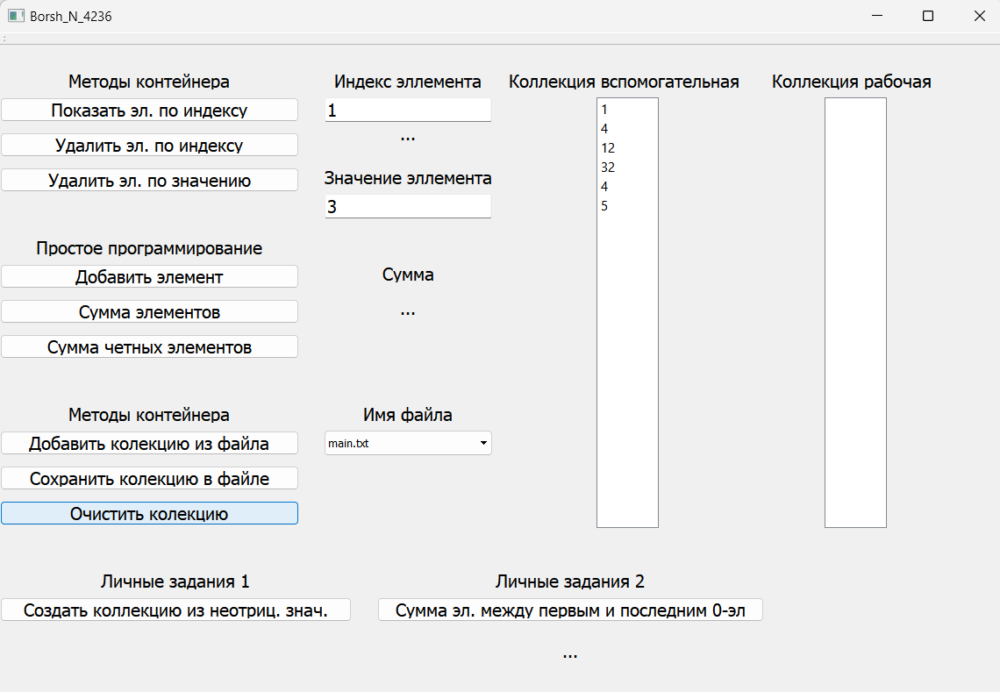 Borsh_N_4236
Методы контейнера
Показать эл. по индексу
Удалить эл. по индексу
Удалить эл. по значению
Индекс эллемента
1
...
Значение эллемента
3
Коллекция вспомогательная
1
4
12
32
4
5
Коллекция рабочая
Простое программирование
Добавить элемент
Сумма элементов
Сумма четных элементов
Сумма
...
Методы контейнера
Добавить колекцию из файла
Сохранить колекцию в файле
Очистить колекцию
Имя файла
main.txt
Личные задания 1
Создать коллекцию из неотриц. знач.
Личные задания 2
Сумма эл. между первым и последним 0-эл
...